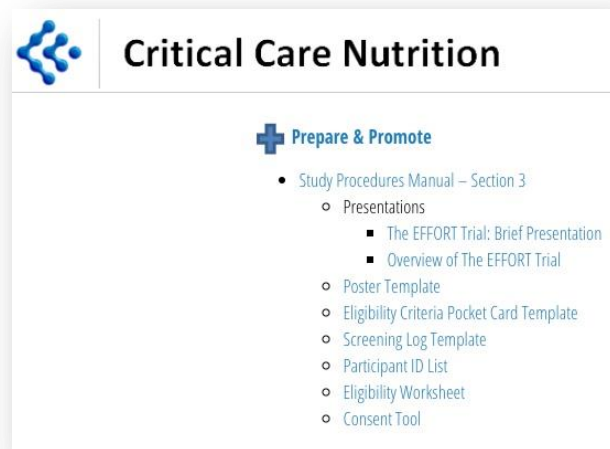 Critical Care Nutrition
Prepare & Promote
Study Procedures Manual – Section 3
Presentations
The EFFORT Trial: Brief Presentation
Overview of The EFFORT Trial
Poster Template
Eligibility Criteria Pocket Card Template
Screening Log Template
Participant ID List
Eligibility Worksheet
Consent Tool